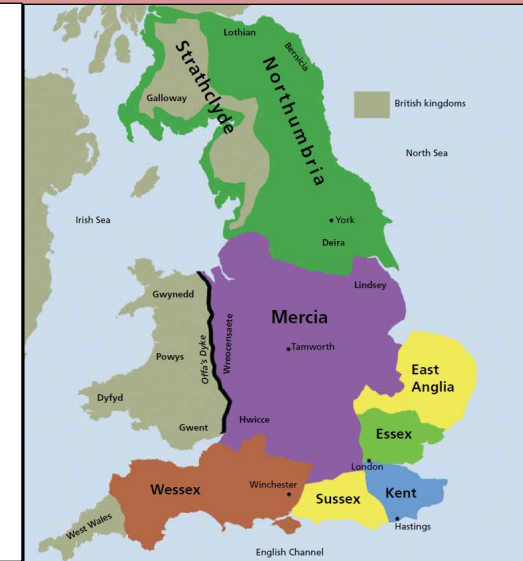 Lothian
Bernicia
Strathclyde
Northumbria
Galloway
British kingdoms
North Sea
Irish Sea
York
Deira
Lindsey
Gwynedd
Mercia
Offa's Dyke
Wreocensaete
Tamworth
Powys
East
Anglia
Dyfyd
Hwicce
Gwent
Essex
London
Wessex
Winchester
Sussex
Kent
West Wales
Hastings
English Channel